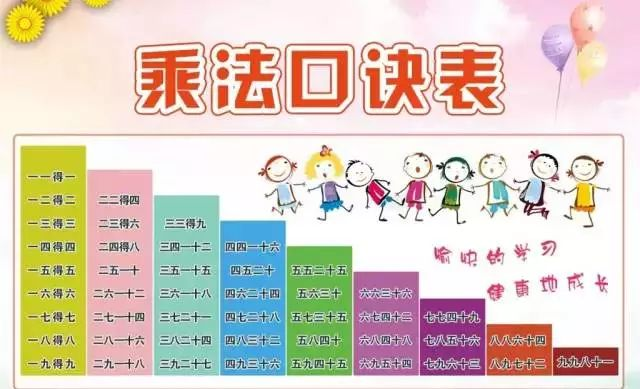 乘法口诀表
一一得一
一二得二 二二得四
一三得三 二三得六 三三得九
一四得四 二四得八 三四一十二 四四一十六
一五得五 二五一十 三五一十五 四五二十 五五二十五
一六得六 二六一十二 三六一十八 四六二十四 五六三十 六六三十六
一七得七 二七一十四 三七二十一 四七二十八 五七三十五 六七四十二 七七四十九
一八得八 二八一十六 三八二十四 四八三十二 五八四十 六八四十八 七八五十六 八八六十四
一九得九 二九一十八 三九二十七 四九三十六 五九四十五 六九五十四 七九六十三 八九七十二 九九八十一
愉快的学习
健真地成长